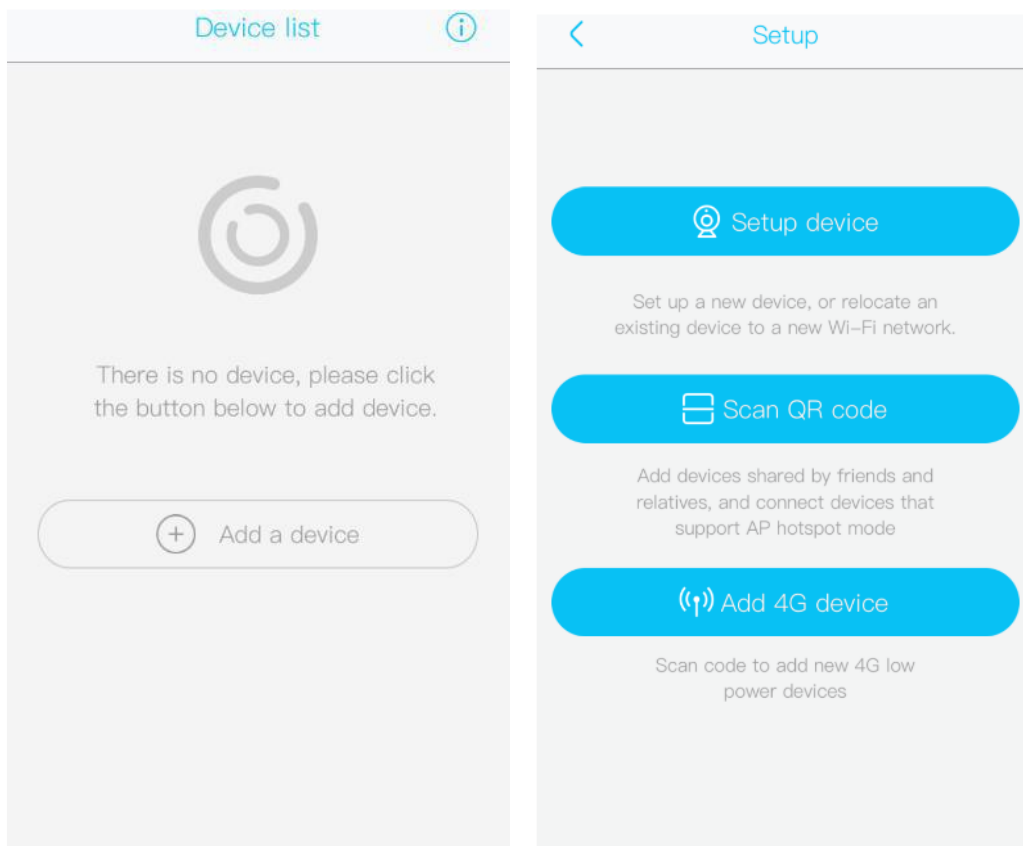 Device list
There is no device, please click
the button below to add device.
Add a device
Setup
Setup device
Set up a new device, or relocate an
existing device to a new Wi-Fi network.
Scan QR code
Add devices shared by friends and
relatives, and connect devices that
support AP hotspot mode
Add 4G device
Scan code to add new 4G low
power devices